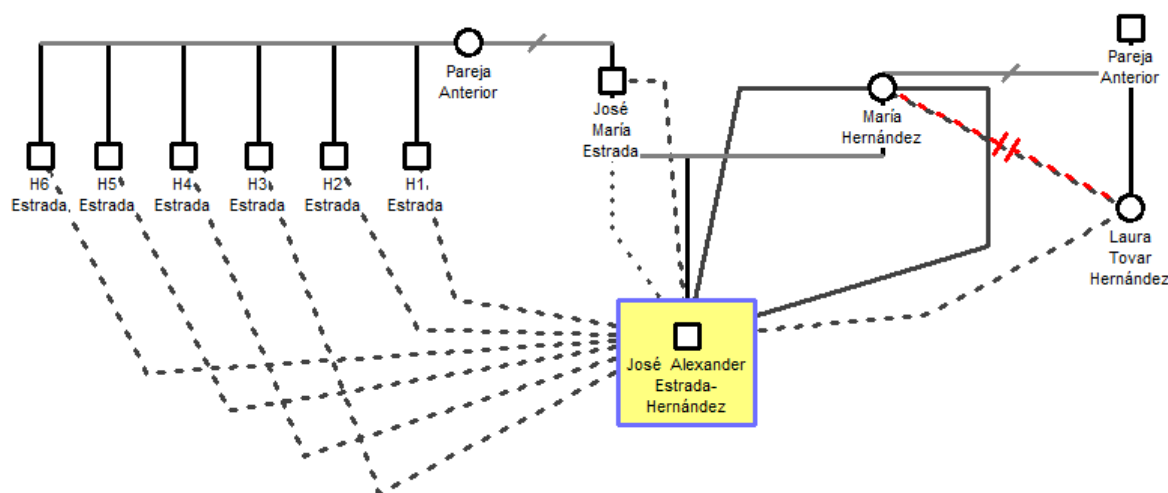 Pareja
Anterior
Pareja
Anterior
José
María
Estrada
María
Hernández
H6
Estrada,
H5
Estrada
H4
Estrada
H3
Estrada
H2
Estrada
H1,
Estrada
Laura
Tovar
Hernández
José Alexander
Estrada-
Hernández